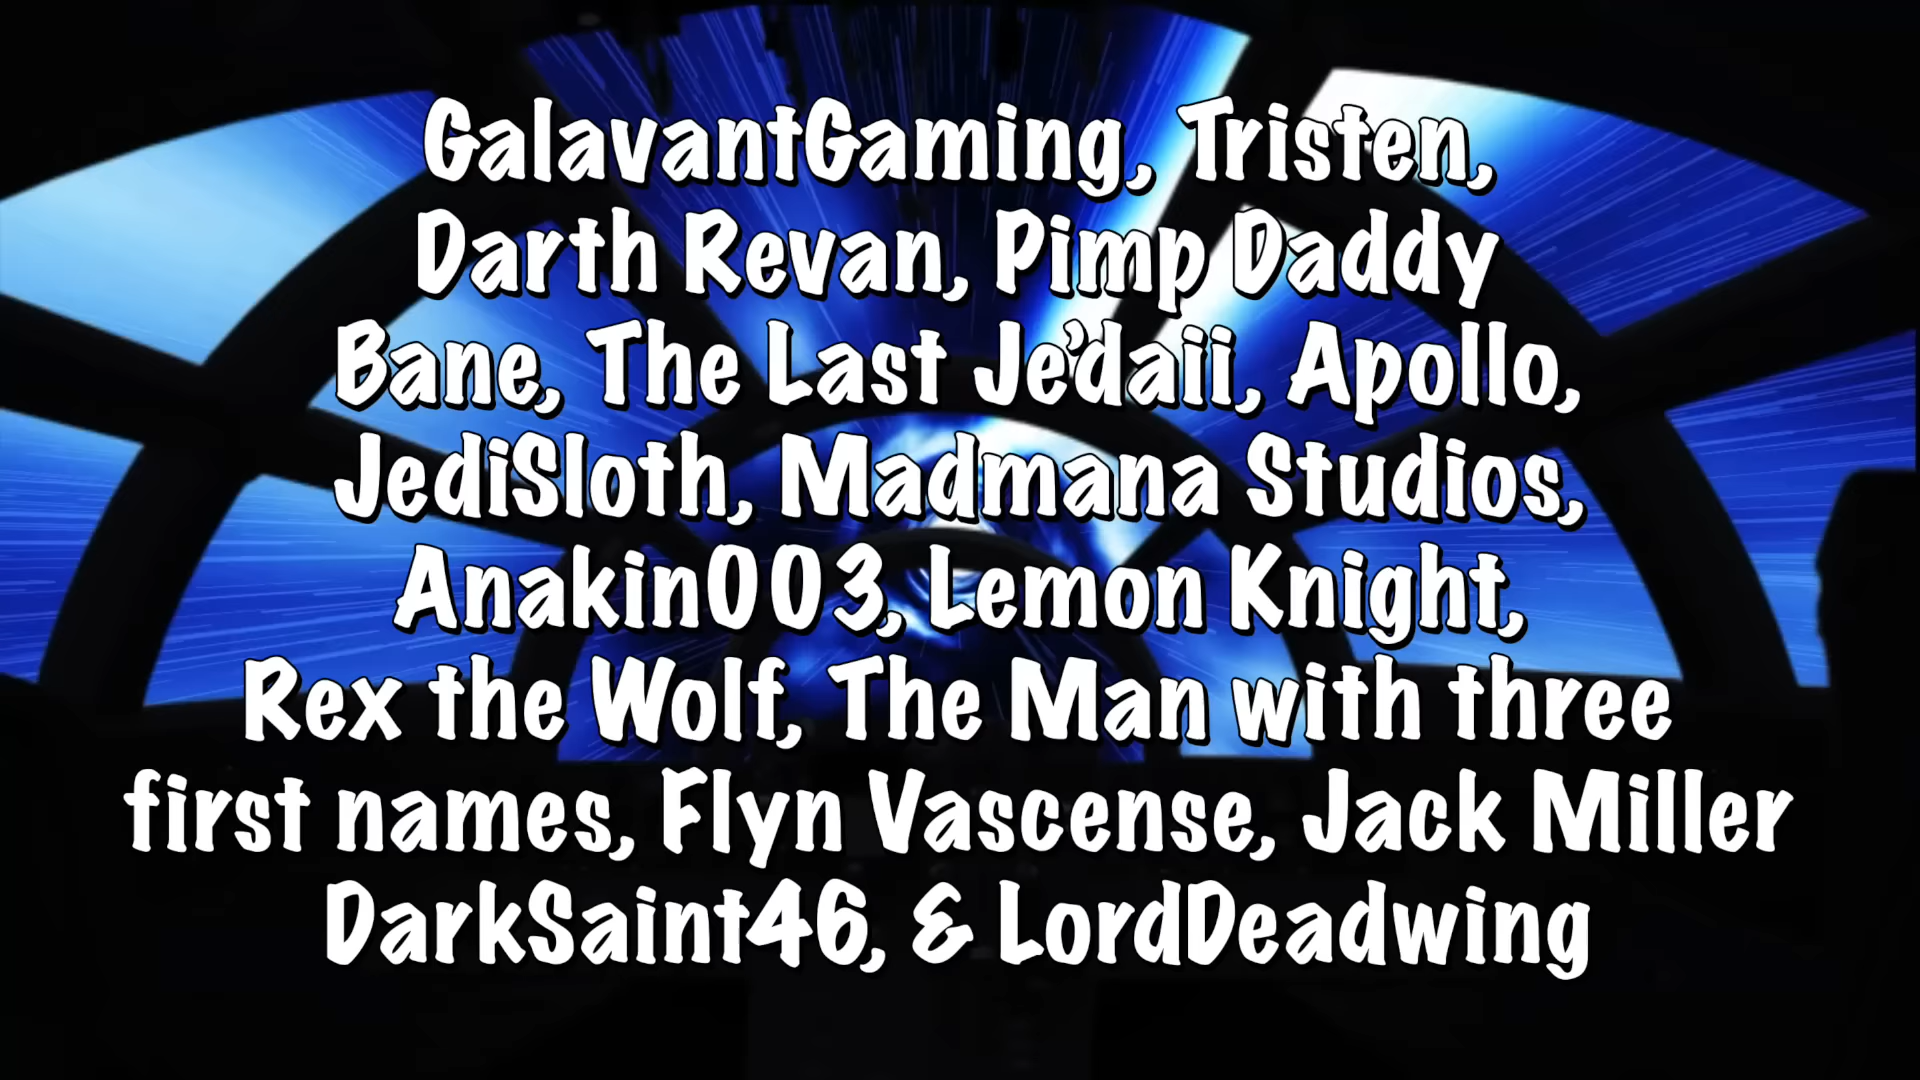 GalavantGaming, Tristen,
Darth Revan, Pimp Daddy
Bane, The Last Je'daii, Apollo,
JediSloth, Madmana Studios,
Anakin003, Lemon Knight,
Rex the Wolf, The Man with three
first names, Flyn Vascense, Jack Miller
DarkSaint46, & LordDeadwing